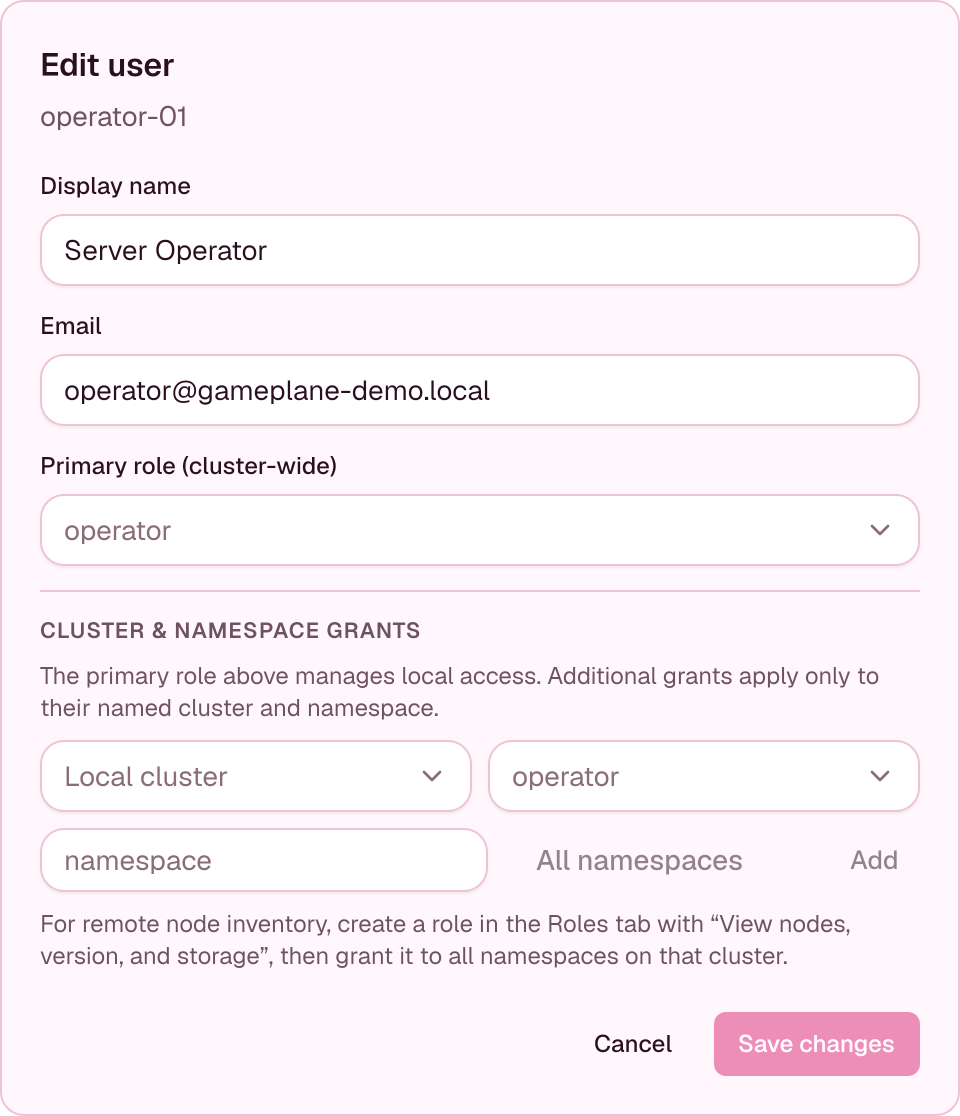 Edit user
operator-01
Display name
Server Operator
Email
operator@gameplane-demo.local
Primary role (cluster-wide)
operator
CLUSTER & NAMESPACE GRANTS
The primary role above manages local access. Additional grants apply only to
their named cluster and namespace.
Local cluster operator
namespace All namespaces Add
For remote node inventory, create a role in the Roles tab with “View nodes,
version, and storage”, then grant it to all namespaces on that cluster.
Cancel Save changes